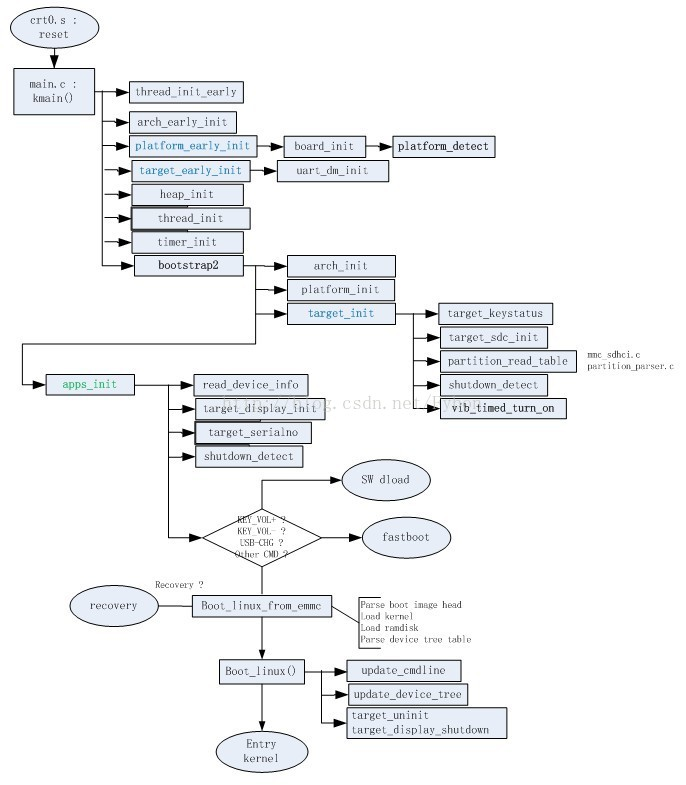 crt0.s :
reset
main.c :
kmain()
thread_init_early
arch_early_init
platform_early_init
board_init
platform_detect
target_early_init
uart_dm_init
heap_init
thread_init
timer_init
bootstrap2
arch_init
platform_init
target_init
target_keystatus
target_sdc_init
partition_read_table
mmc_sdhci.c
partition_parser.c
shutdown_detect
vib_timed_turn_on
apps_init
read_device_info
target_display_init
target_serialno
shutdown_detect
SW dload
KEY_VOL+ ?
KEY_VOL- ?
USB-CHG ?
Other CMD ?
fastboot
Recovery ?
recovery
Boot_linux_from_emmc
Parse boot image head
Load kernel
Load ramdisk
Parse device tree table
Boot_linux()
update_cmdline
update_device_tree
target_uninit
target_display_shutdown
Entry
kernel